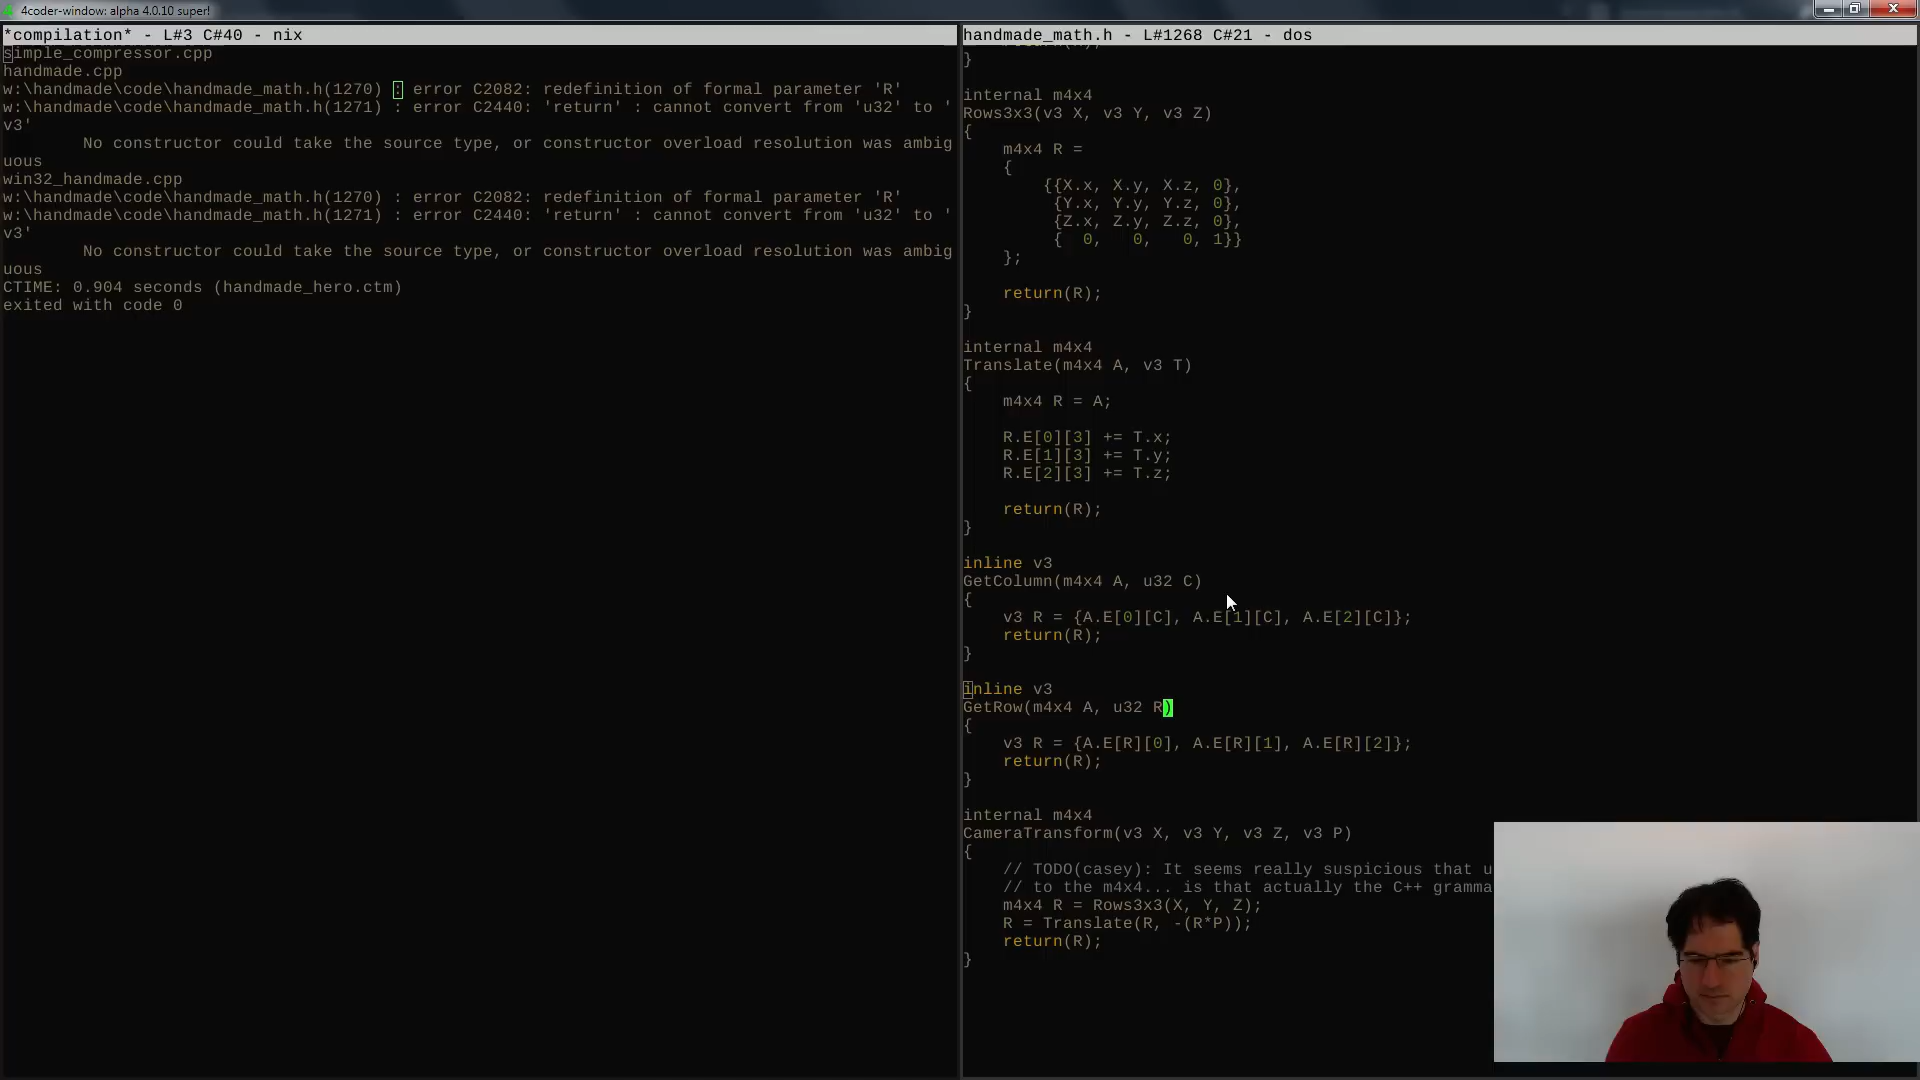 4coder-window: alpha 4.0.10 super!
*compilation* - L#3 C#40 - nix
simple_compressor.cpp
handmade.cpp
w:\handmade\code\handmade_math.h(1270) : error C2082: redefinition of formal parameter 'R'
w:\handmade\code\handmade_math.h(1271) : error C2440: 'return' : cannot convert from 'u32' to '
v3'
        No constructor could take the source type, or constructor overload resolution was ambig
uous
win32_handmade.cpp
w:\handmade\code\handmade_math.h(1270) : error C2082: redefinition of formal parameter 'R'
w:\handmade\code\handmade_math.h(1271) : error C2440: 'return' : cannot convert from 'u32' to '
v3'
        No constructor could take the source type, or constructor overload resolution was ambig
uous
CTIME: 0.904 seconds (handmade_hero.ctm)
exited with code 0
handmade_math.h - L#1268 C#21 - dos
}
internal m4x4
Rows3x3(v3 X, v3 Y, v3 Z)
{
    m4x4 R =
    {
        {{X.x, X.y, X.z, 0},
         {Y.x, Y.y, Y.z, 0},
         {Z.x, Z.y, Z.z, 0},
         {  0,   0,   0, 1}}
    };
    return(R);
}
internal m4x4
Translate(m4x4 A, v3 T)
{
    m4x4 R = A;
    R.E[0][3] += T.x;
    R.E[1][3] += T.y;
    R.E[2][3] += T.z;
    return(R);
}
inline v3
GetColumn(m4x4 A, u32 C)
{
    v3 R = {A.E[0][C], A.E[1][C], A.E[2][C]};
    return(R);
}
inline v3
GetRow(m4x4 A, u32 R)
{
    v3 R = {A.E[R][0], A.E[R][1], A.E[R][2]};
    return(R);
}
internal m4x4
CameraTransform(v3 X, v3 Y, v3 Z, v3 P)
{
    // TODO(casey): It seems really suspicious that u
    // to the m4x4... is that actually the C++ gramma
    m4x4 R = Rows3x3(X, Y, Z);
    R = Translate(R, -(R*P));
    return(R);
}